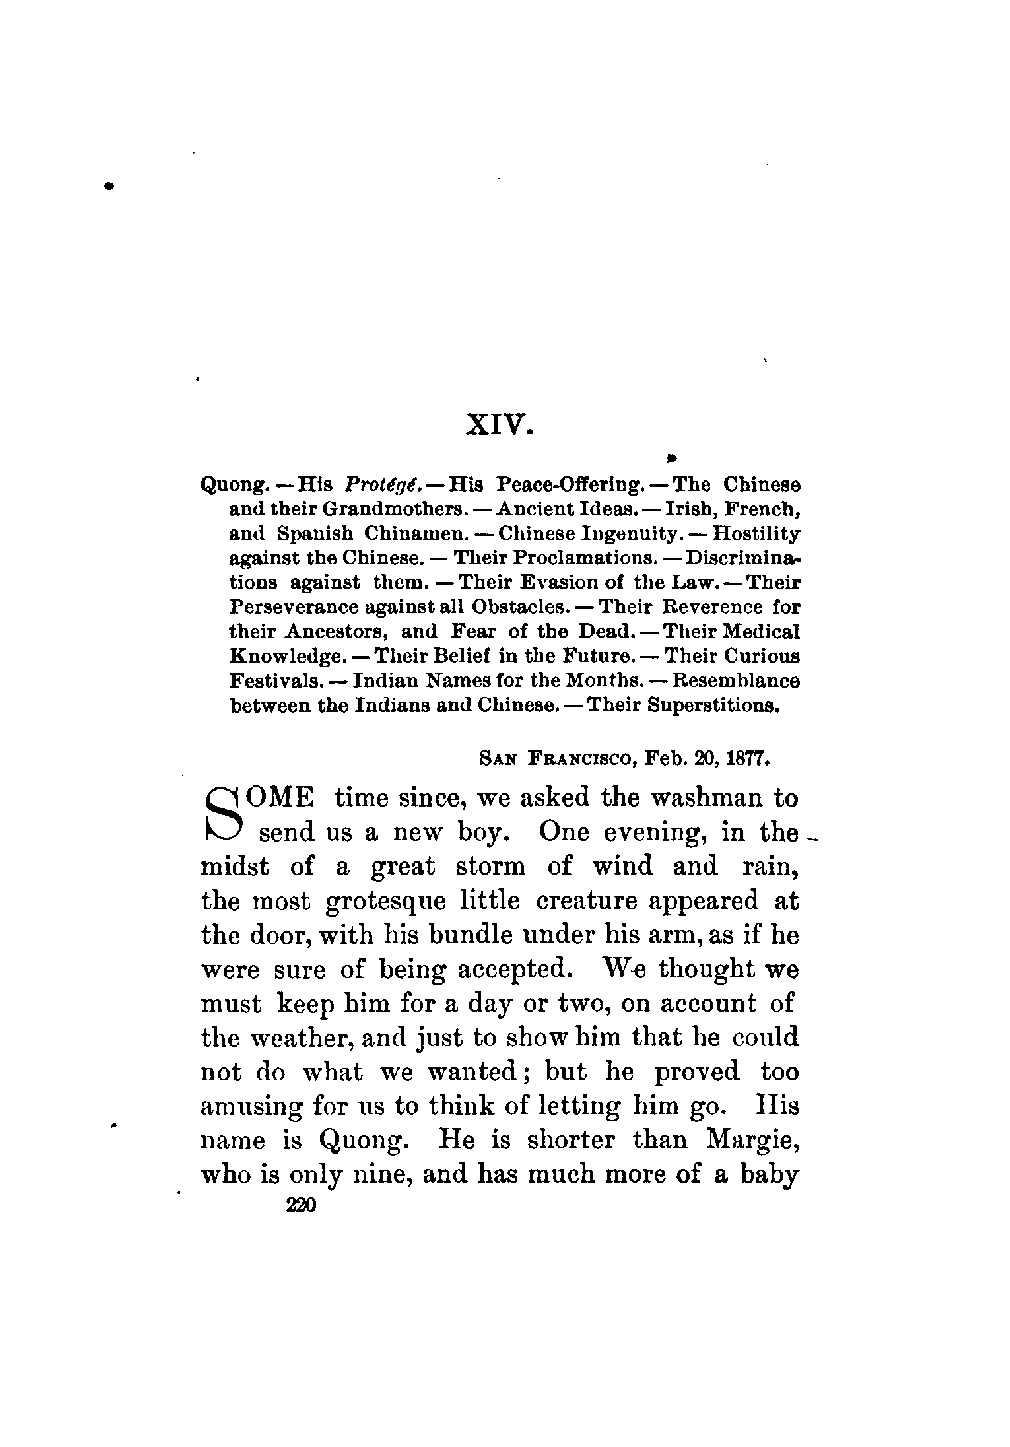 XIV.
Quong. — His Protégé. — His Peace-Offering. — The Chinese
and their Grandmothers. — Ancient Ideas. — Irish, French,
and Spanish Chinamen. — Chinese Ingenuity. — Hostility
against the Chinese. — Their Proclamations. — Discrimina-
tions against them. — Their Evasion of the Law. — Their
Perseverance against all Obstacles. — Their Reverence for
their Ancestors, and Fear of the Dead. — Their Medical
Knowledge. — Their Belief in the Future. — Their Curious
Festivals. — Indian Names for the Months. — Resemblance
between the Indians and Chinese. — Their Superstitions.
SAN FRANCISCO, Feb. 20, 1877.
SOME time since, we asked the washman to
send us a new boy. One evening, in the
midst of a great storm of wind and rain,
the most grotesque little creature appeared at
the door, with his bundle under his arm, as if he
were sure of being accepted. We thought we
must keep him for a day or two, on account of
the weather, and just to show him that he could
not do what we wanted; but he proved too
amusing for us to think of letting him go. His
name is Quong. He is shorter than Margie,
who is only nine, and has much more of a baby
220